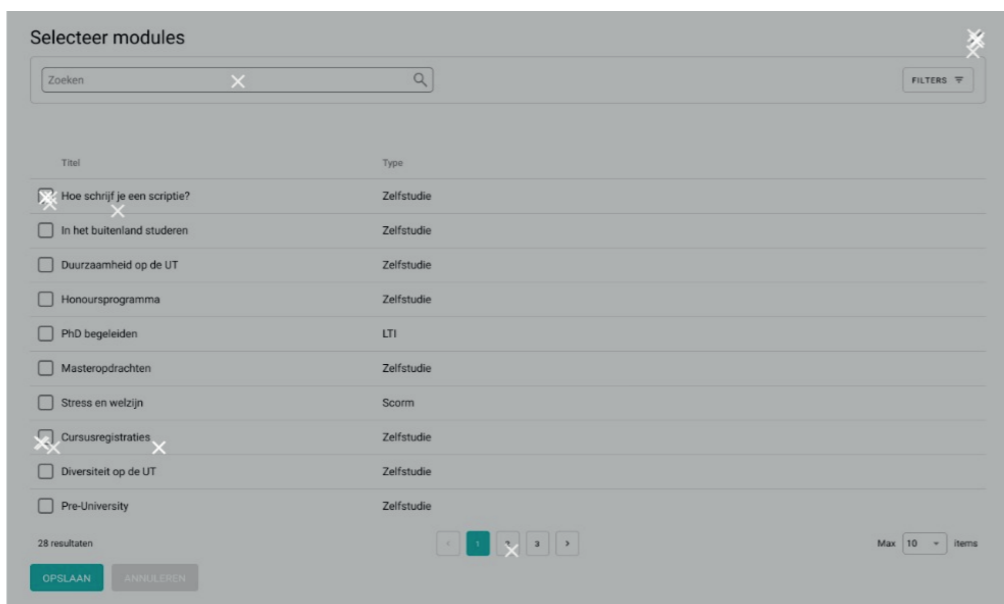 Selecteer modules
Zoeken
FILTERS
Titel Type
Hoe schrijf je een scriptie? Zelfstudie
In het buitenland studeren Zelfstudie
Duurzaamheid op de UT Zelfstudie
Honoursprogramma Zelfstudie
PhD begeleiden LTI
Masteropdrachten Zelfstudie
Stress en welzijn Scorm
Cursusregistraties Zelfstudie
Diversiteit op de UT Zelfstudie
Pre-University Zelfstudie
28 resultaten < 1 2 3 > Max 10 items
OPSLAAN ANNULEREN